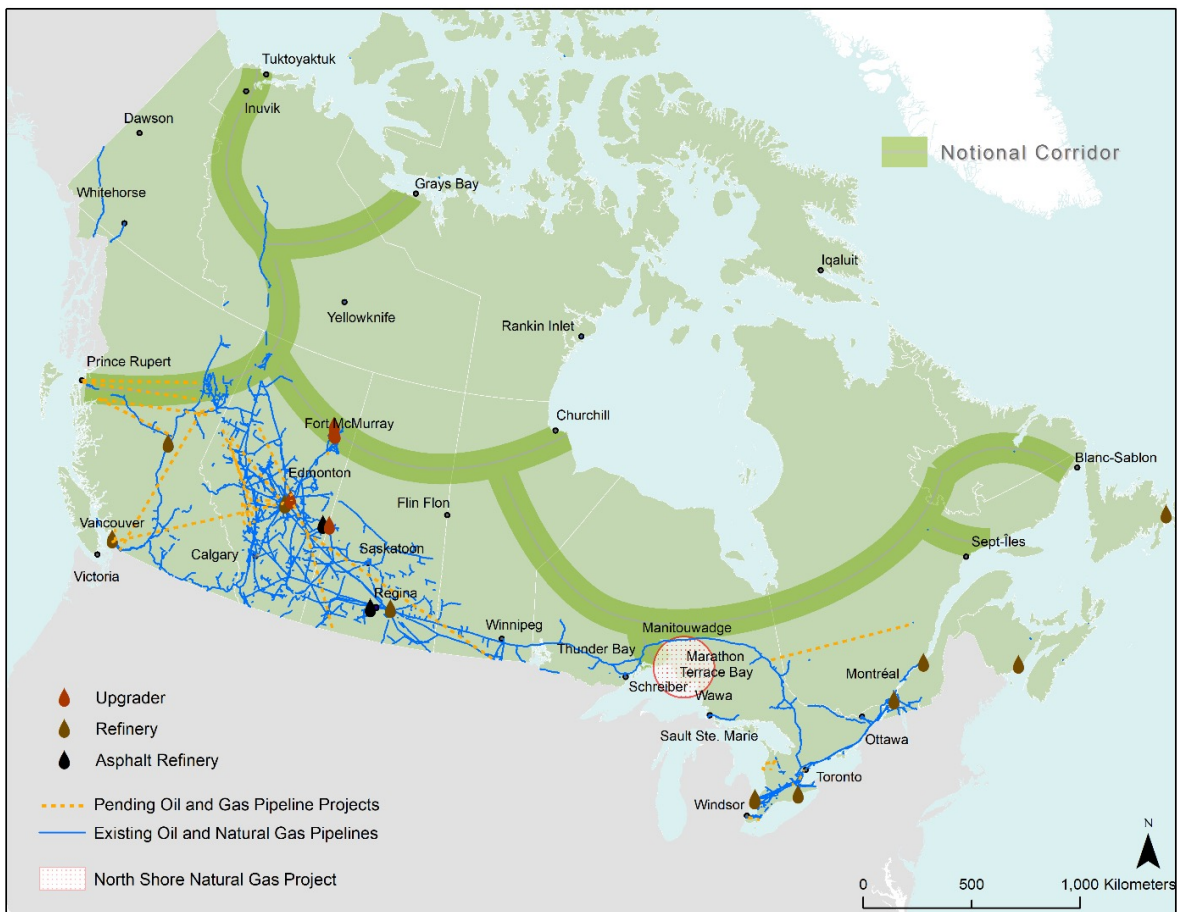 Tuktoyaktuk
Inuvik
Dawson
Notional Corridor
Whitehorse
Grays Bay
Iqaluit
Yellowknife
Rankin Inlet
Prince Rupert
Churchill
Fort McMurray
Blanc-Sablon
Edmonton
Flin Flon
Vancouver
Calgary
Saskatoon
Sept-Îles
Victoria
Regina
Winnipeg
Manitouwadge
Thunder Bay
Marathon
Terrace Bay
Montréal
Schreiber
Wawa
Sault Ste. Marie
Ottawa
Toronto
Windsor
Upgrader
Refinery
Asphalt Refinery
Pending Oil and Gas Pipeline Projects
Existing Oil and Natural Gas Pipelines
North Shore Natural Gas Project
N
0 500 1,000 Kilometers